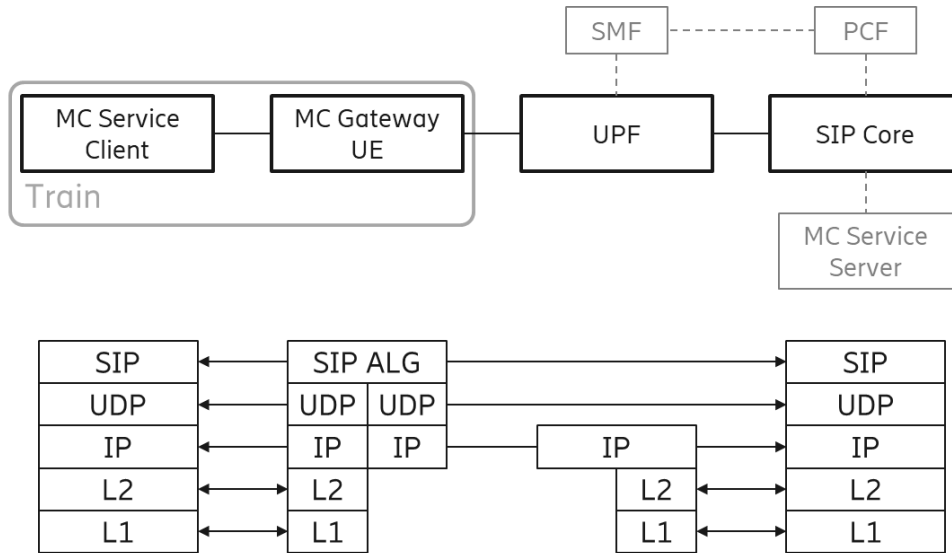 SMF
PCF
MC Service
Client
MC Gateway
UE
UPF
SIP Core
Train
MC Service
Server
SIP
SIP ALG
SIP
UDP
UDP
UDP
UDP
IP
IP
IP
IP
IP
L2
L2
L2
L2
L1
L1
L1
L1